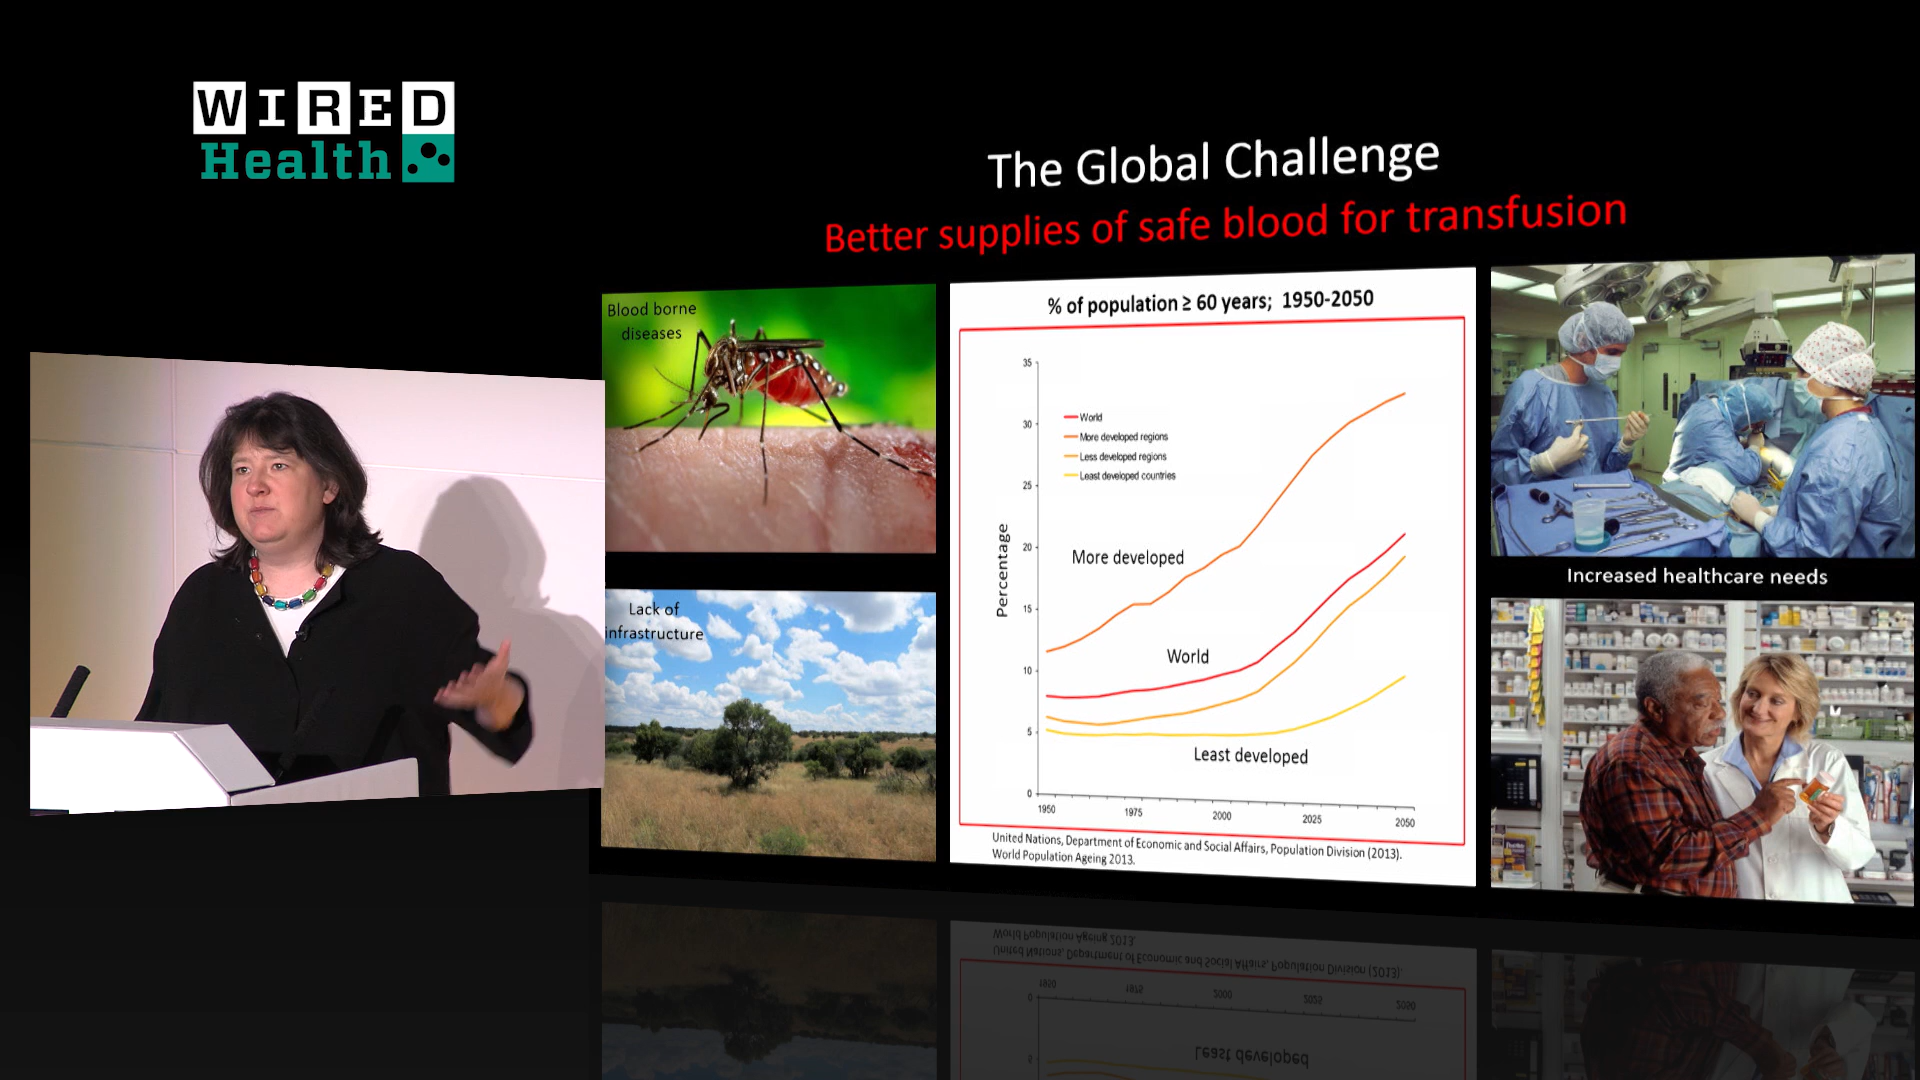 WIRED
Health
The Global Challenge
Better supplies of safe blood for transfusion
Blood borne
diseases
Lack of
infrastructure
% of population ≥ 60 years; 1950-2050
35
30
25
20
15
10
5
0
Percentage
World
More developed regions
Less developed regions
Least developed countries
More developed
World
Least developed
1950
1975
2000
2025
2050
United Nations, Department of Economic and Social Affairs, Population Division (2013).
World Population Ageing 2013.
Increased healthcare needs